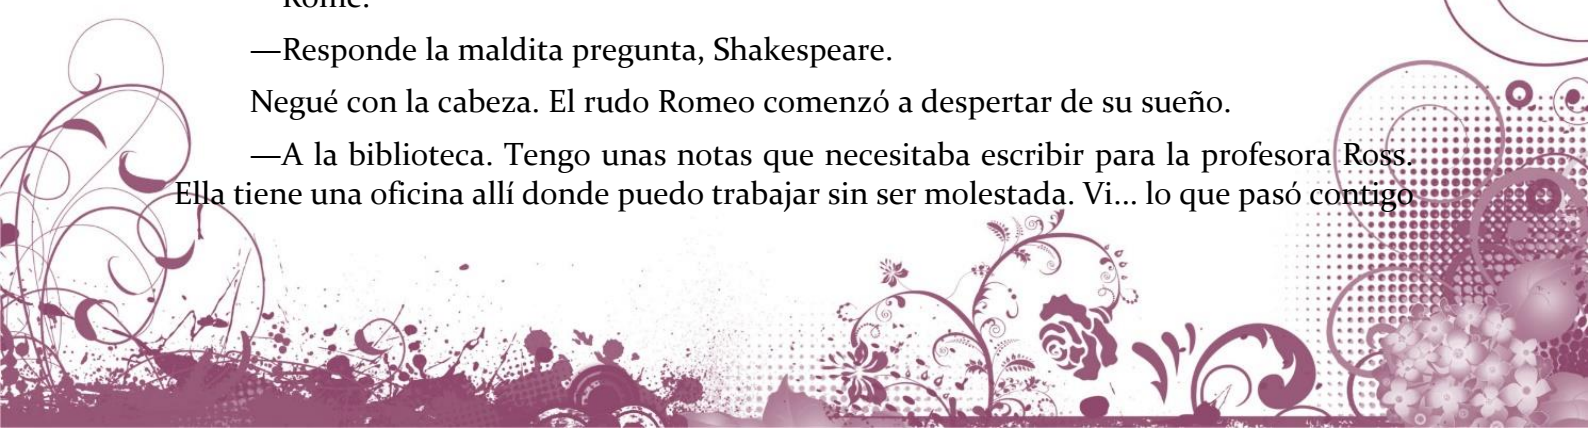 Rome.
—Responde la maldita pregunta, Shakespeare.
Negué con la cabeza. El rudo Romeo comenzó a despertar de su sueño.
—A la biblioteca. Tengo unas notas que necesitaba escribir para la profesora Ross.
Ella tiene una oficina allí donde puedo trabajar sin ser molestada. Vi... lo que pasó contigo